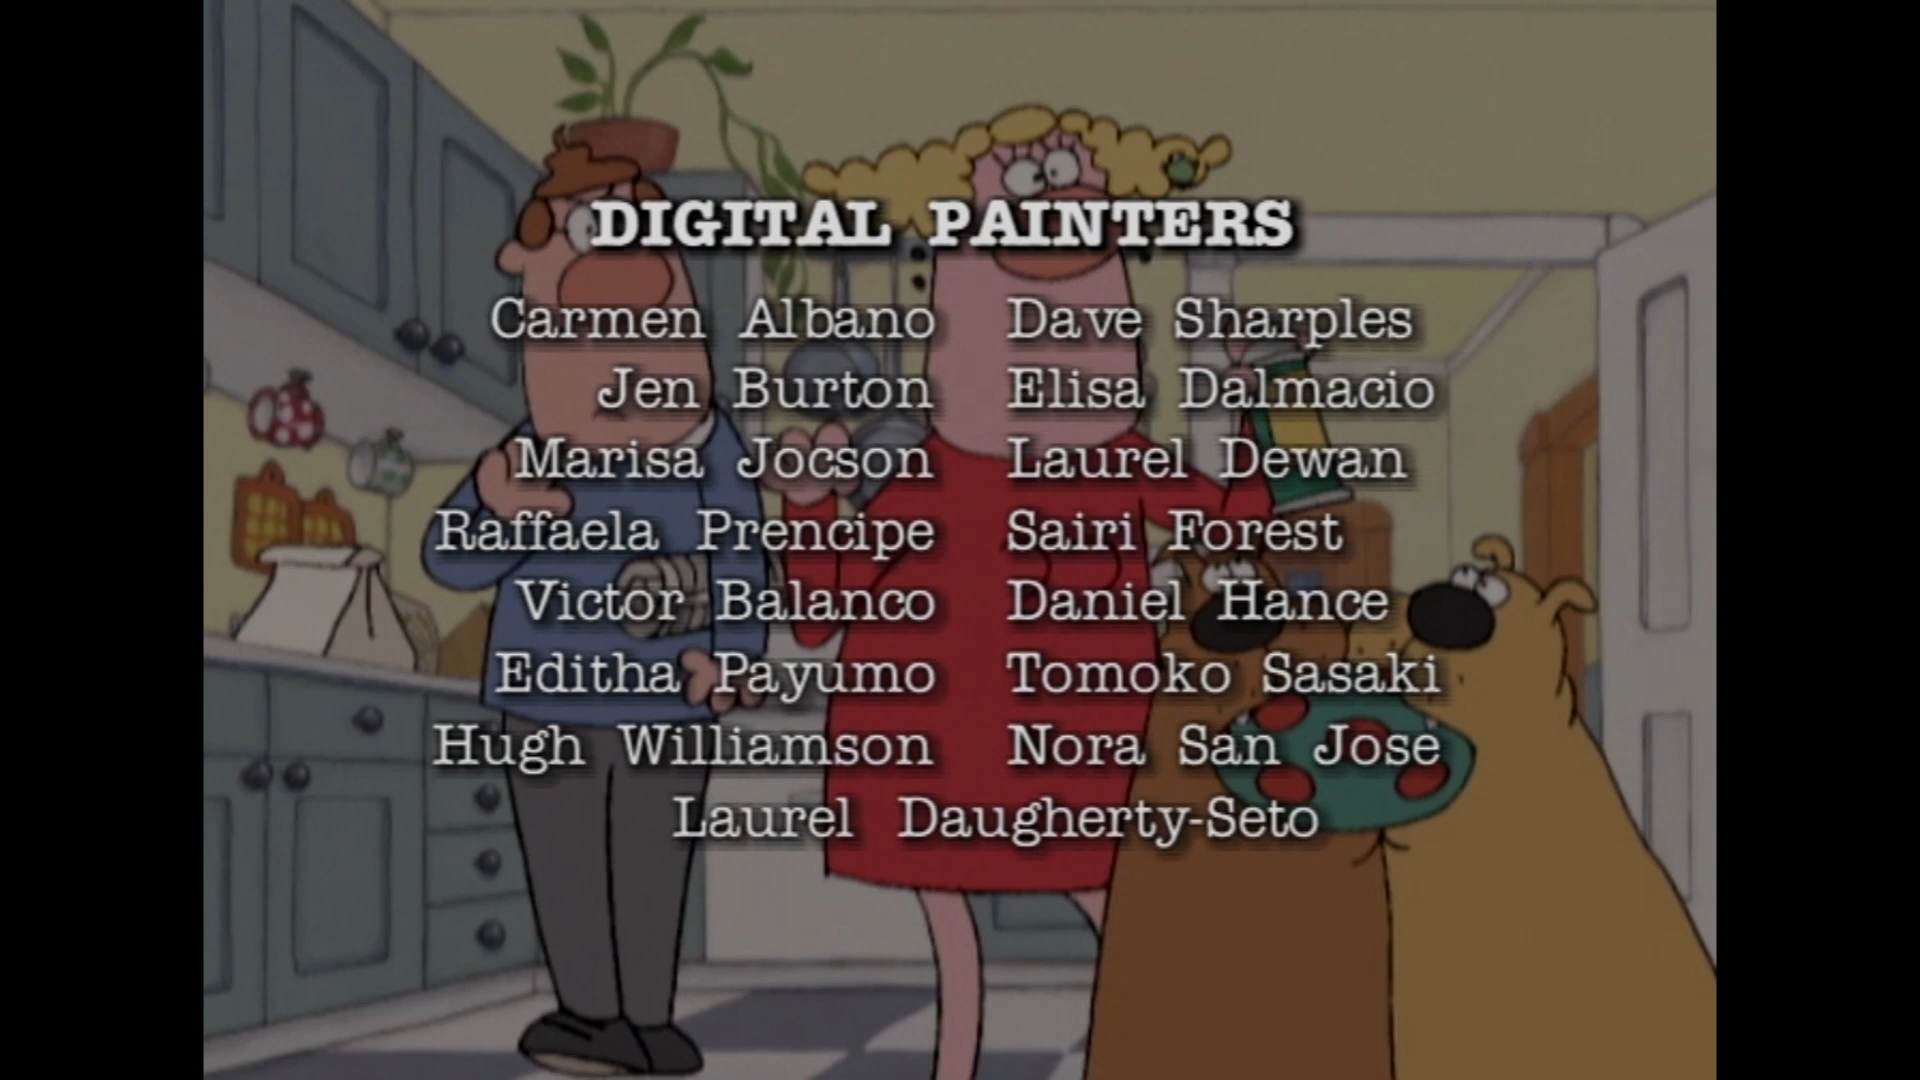 DIGITAL PAINTERS
Carmen Albano Dave Sharples
Jen Burton Elisa Dalmacio
Marisa Jocson Laurel Dewan
Raffaela Prencipe Sairi Forest
Victor Balanco Daniel Hance
Editha Payumo Tomoko Sasaki
Hugh Williamson Nora San Jose
Laurel Daugherty-Seto